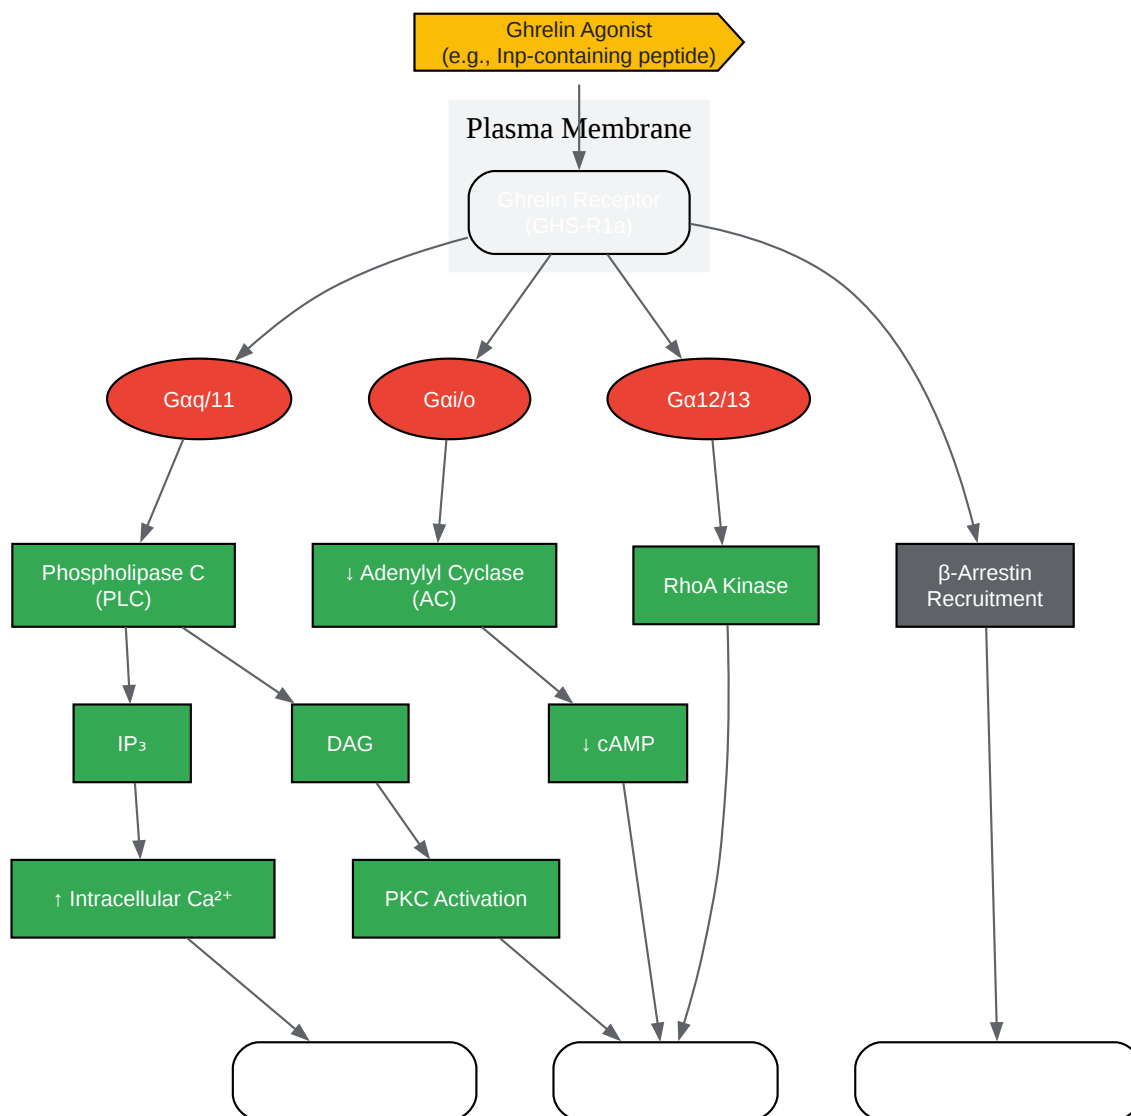 Ghrelin Agonist
(e.g., Inp-containing peptide)
Plasma Membrane
Ghrelin Receptor
(GHS-R1a)
Gαq/11
Gαi/o
Gα12/13
Phospholipase C
(PLC)
↓ Adenylyl Cyclase
(AC)
RhoA Kinase
β-Arrestin
Recruitment
IP₃
DAG
↓ cAMP
↑ Intracellular Ca²⁺
PKC Activation